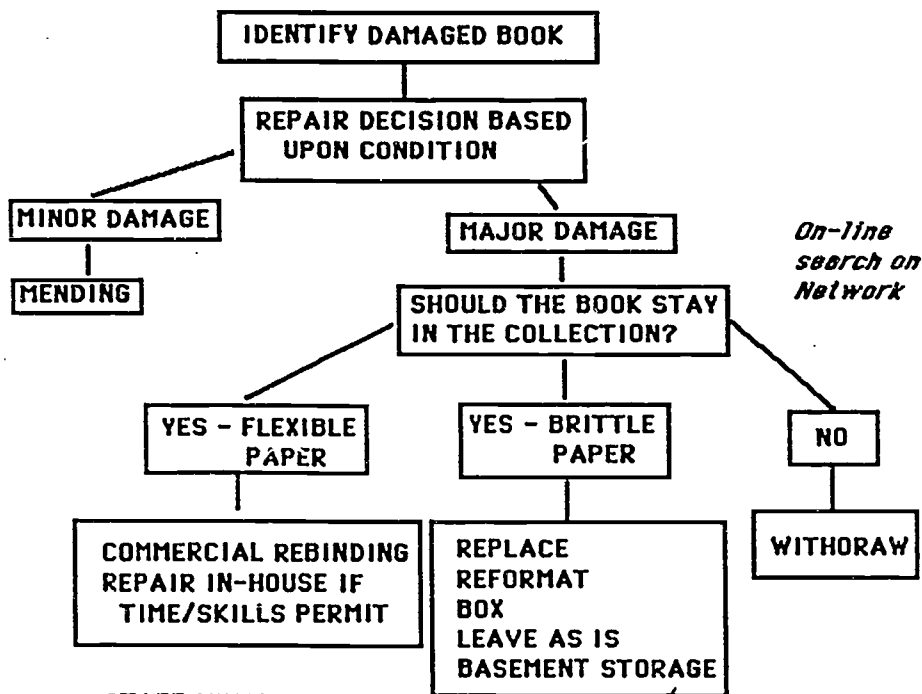 IDENTIFY DAMAGED BOOK
REPAIR DECISION BASED
UPON CONDITION
MINOR DAMAGE
MAJOR DAMAGE
On-line
search on
Network
MENDING
SHOULD THE BOOK STAY
IN THE COLLECTION?
YES - FLEXIBLE
PAPER
YES - BRITTLE
PAPER
NO
COMMERCIAL REBINDING
REPAIR IN-HOUSE IF
TIME/SKILLS PERMIT
REPLACE
REFORMAT
BOX
LEAVE AS IS
BASEMENT STORAGE
WITHORAW